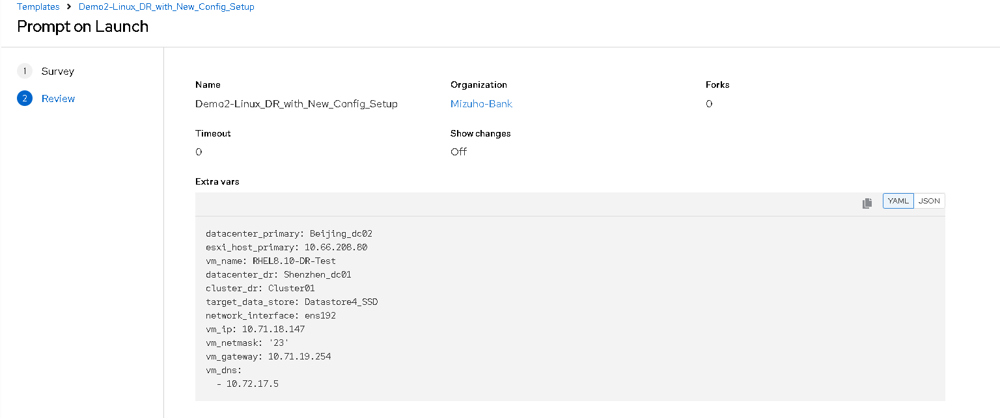 Templates > Demo2-Linux_DR_with_New_Config_Setup
Prompt on Launch
1 Survey
2 Review
Name Organization Forks
Demo2-Linux_DR_with_New_Config_Setup Mizuho-Bank 0
Timeout Show changes
0 Off
Extra vars
YAML JSON
datacenter_primary: Beijing_dc02
esxi_host_primary: 10.66.208.80
vm_name: RHEL8.10-DR-Test
datacenter_dr: Shenzhen_dc01
cluster_dr: Cluster01
target_data_store: Datastore4_SSD
network_interface: ens192
vm_ip: 10.71.18.147
vm_netmask: '23'
vm_gateway: 10.71.19.254
vm_dns:
  - 10.72.17.5